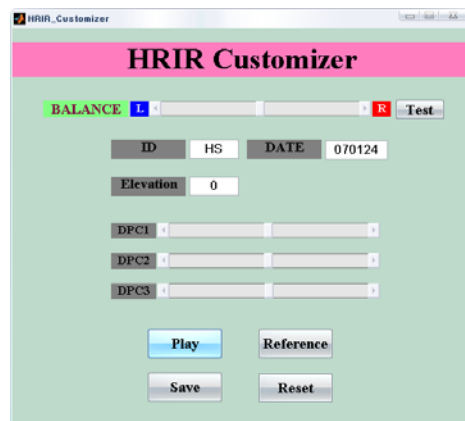 HRIR_Customizer
HRIR Customizer
BALANCE L R Test
ID HS DATE 070124
Elevation 0
DPC1
DPC2
DPC3
Play Reference
Save Reset